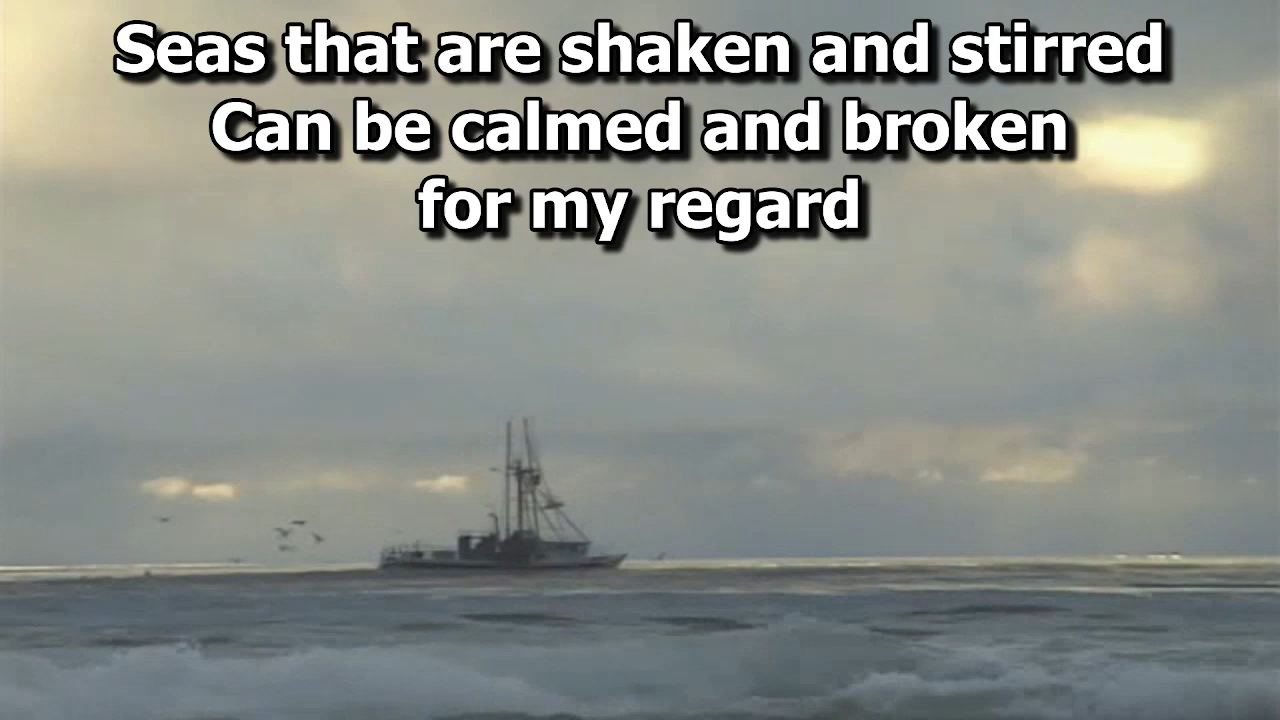 Seas that are shaken and stirred
Can be calmed and broken
for my regard